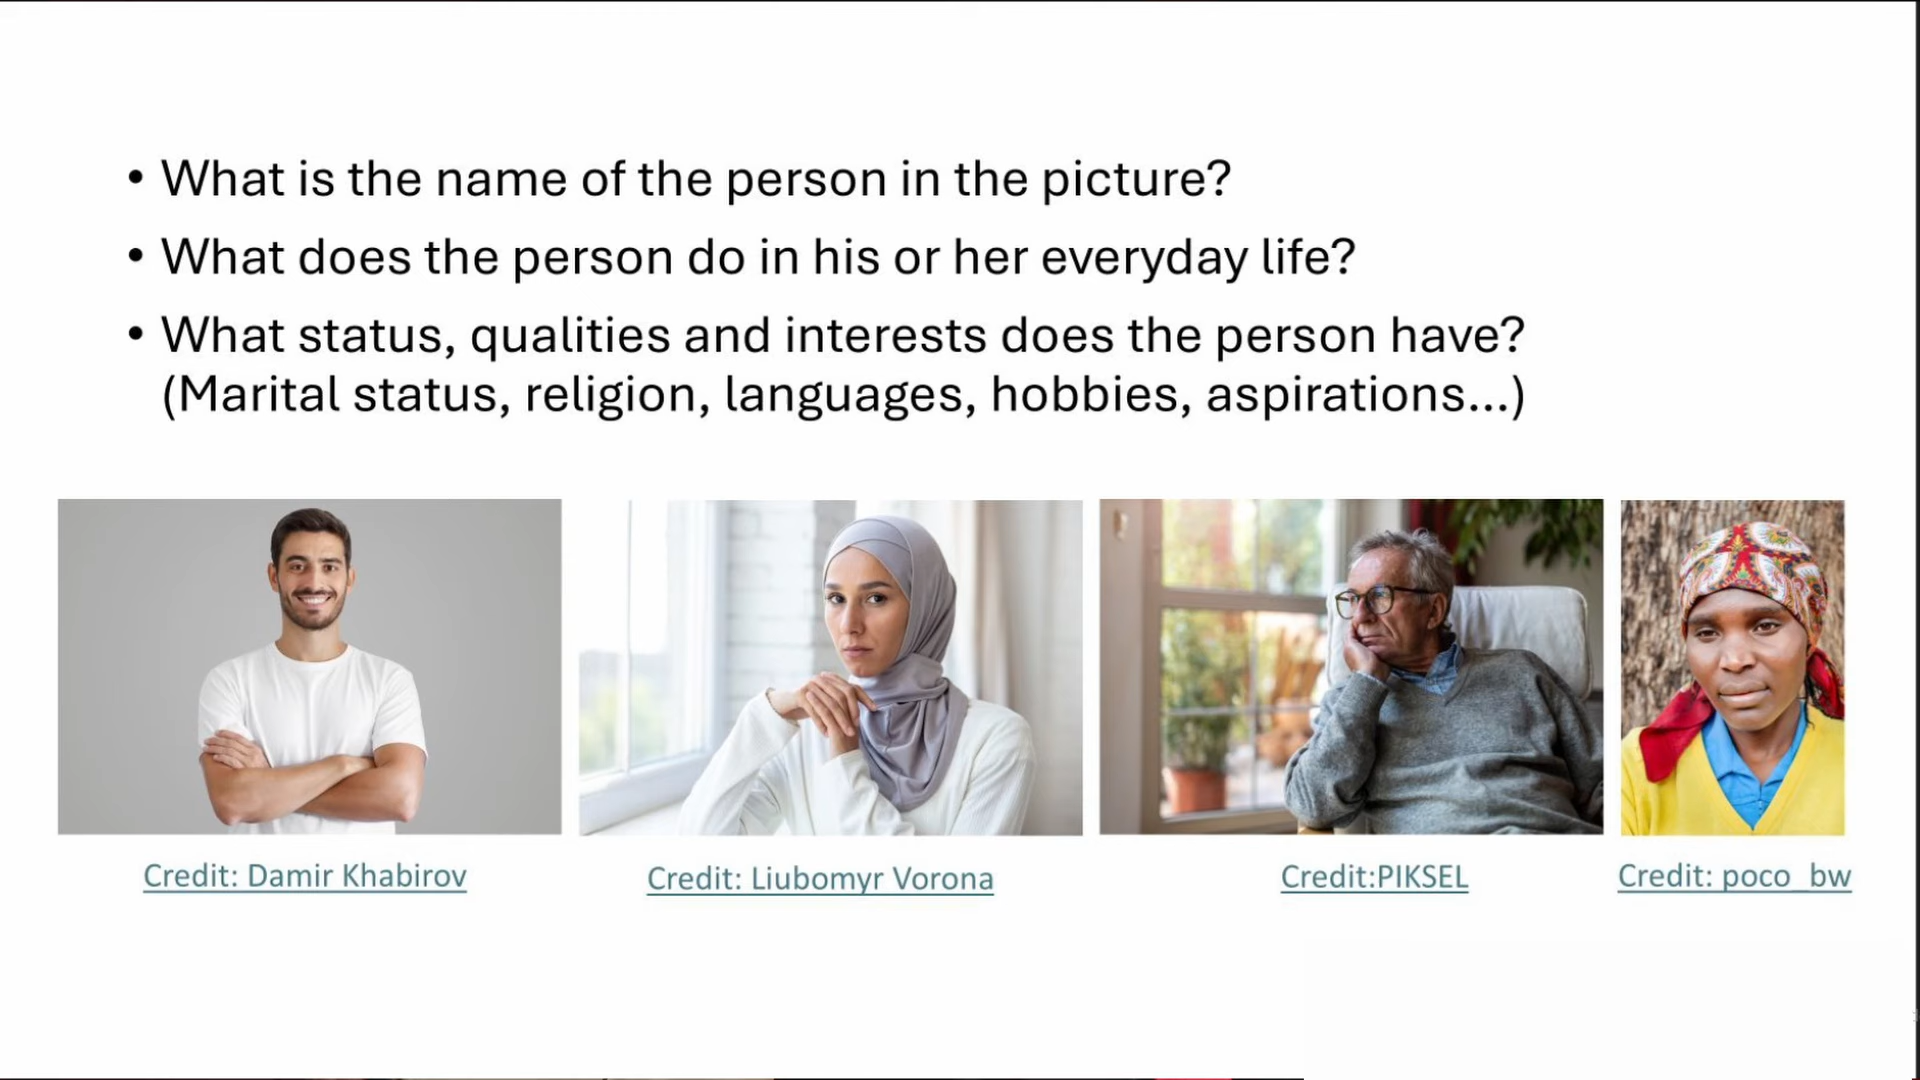 • What is the name of the person in the picture?
• What does the person do in his or her everyday life?
• What status, qualities and interests does the person have?
(Marital status, religion, languages, hobbies, aspirations...)
Credit: Damir Khabirov
Credit: Liubomyr Vorona
Credit:PIKSEL
Credit: poco_bw